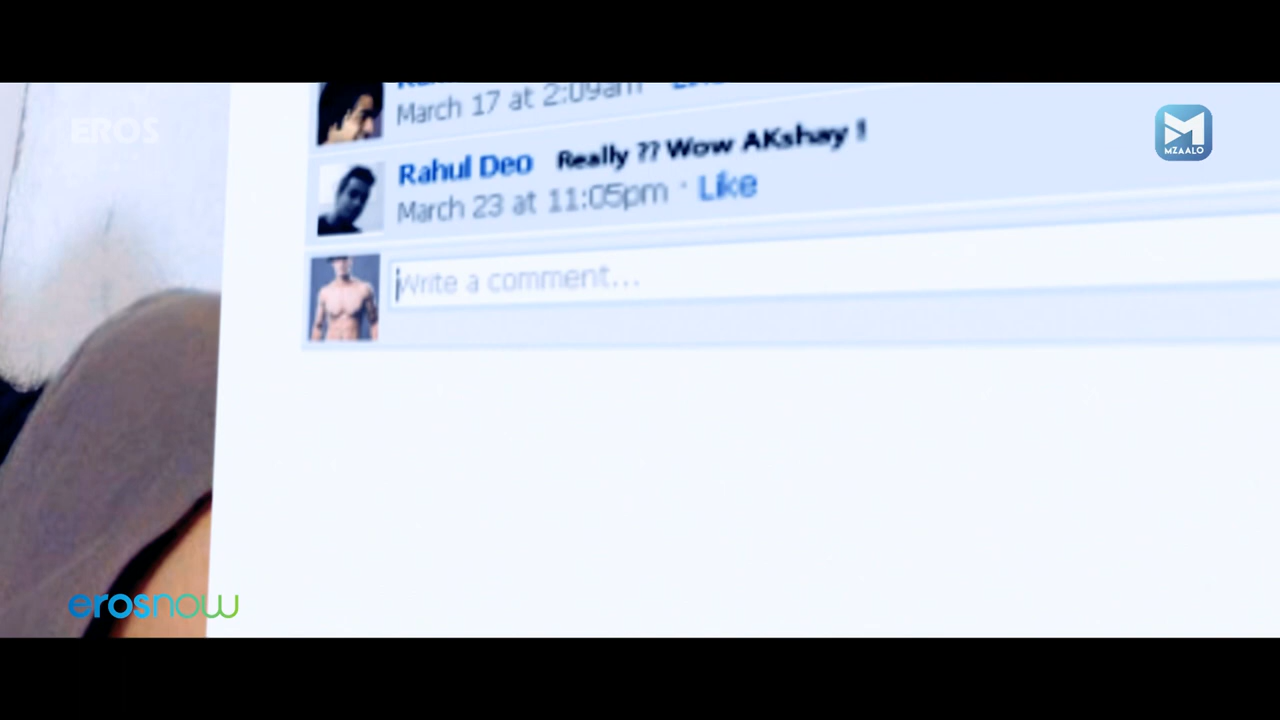 March 17 at 2:09am
EROS
MZAALO
Rahul Deo Really ?? Wow AKshay !
March 23 at 11:05pm · Like
Write a comment...
erosnow